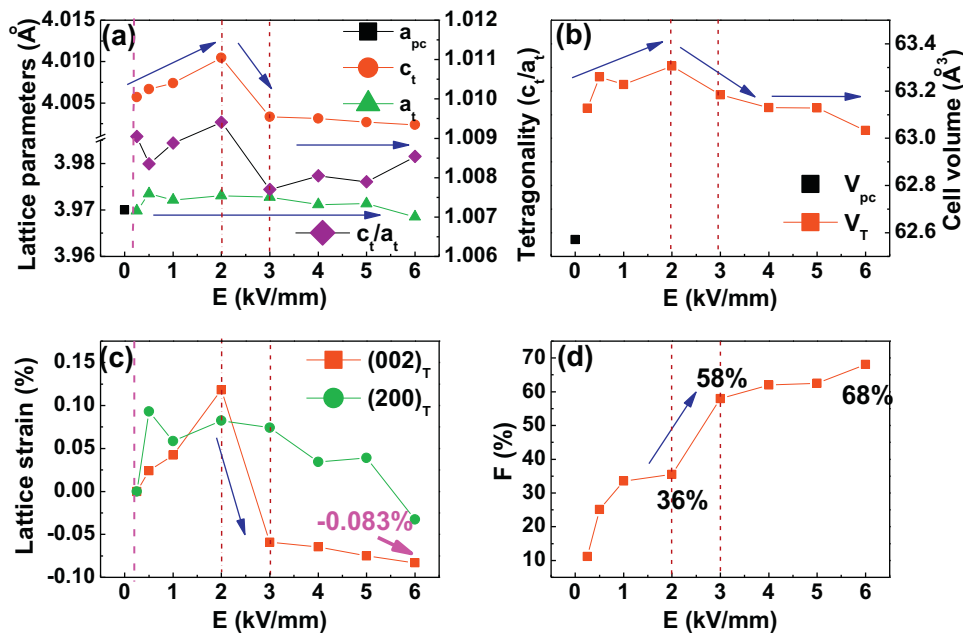 (a)
Lattice parameters (Å)
4.015
4.010
4.005
3.98
3.97
3.96
1.012
1.011
1.010
1.009
1.008
1.007
1.006
a_pc
c_t
a_t
c_t/a_t
0 1 2 3 4 5 6
E (kV/mm)
Tetragonality (c_t/a_t)
(b)
63.4
63.2
63.0
62.8
62.6
Cell volume (Å³)
V_pc
V_T
0 1 2 3 4 5 6
E (kV/mm)
(c)
Lattice strain (%)
0.15
0.10
0.05
0.00
-0.05
-0.10
(002)_T
(200)_T
-0.083%
0 1 2 3 4 5 6
E (kV/mm)
(d)
F (%)
70
60
50
40
30
20
10
58%
68%
36%
0 1 2 3 4 5 6
E (kV/mm)